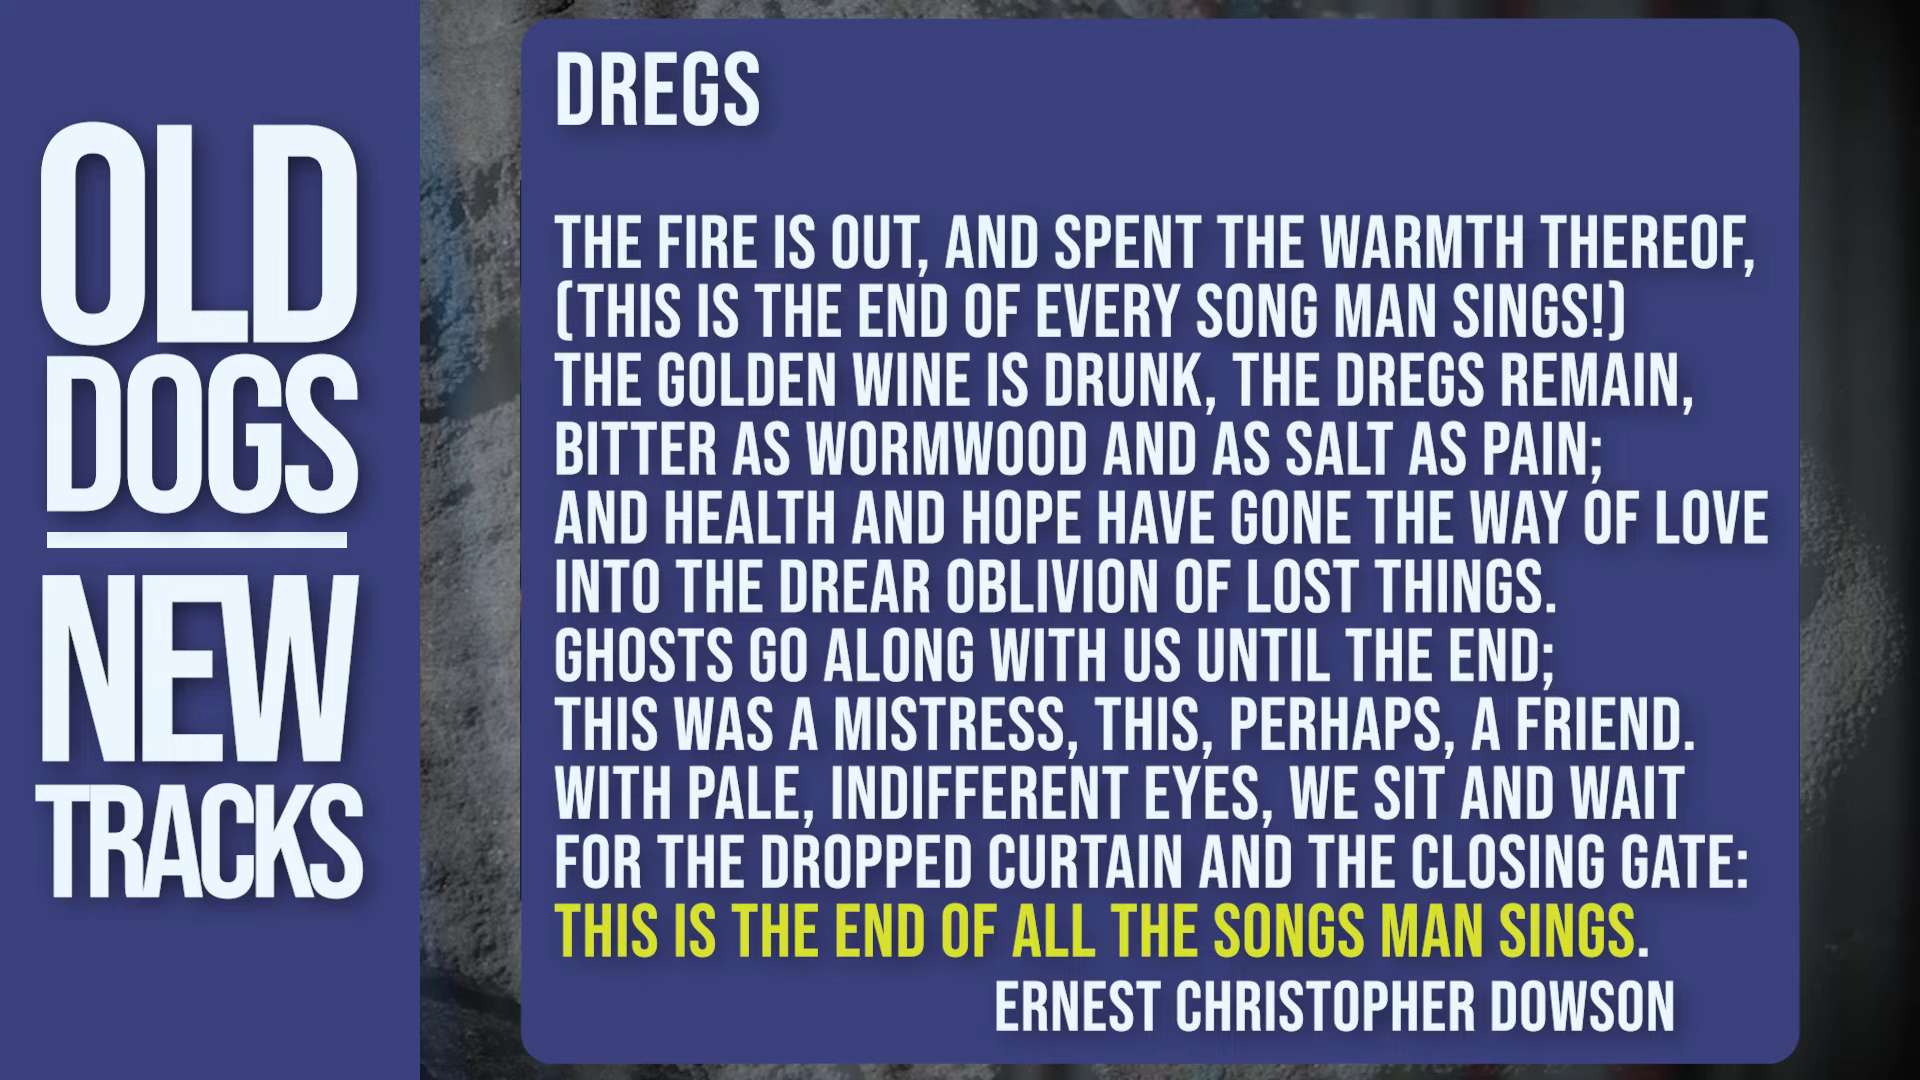 OLD
DOGS
NEW
TRACKS
DREGS
THE FIRE IS OUT, AND SPENT THE WARMTH THEREOF,
(THIS IS THE END OF EVERY SONG MAN SINGS!)
THE GOLDEN WINE IS DRUNK, THE DREGS REMAIN,
BITTER AS WORMWOOD AND AS SALT AS PAIN;
AND HEALTH AND HOPE HAVE GONE THE WAY OF LOVE
INTO THE DREAR OBLIVION OF LOST THINGS.
GHOSTS GO ALONG WITH US UNTIL THE END;
THIS WAS A MISTRESS, THIS, PERHAPS, A FRIEND.
WITH PALE, INDIFFERENT EYES, WE SIT AND WAIT
FOR THE DROPPED CURTAIN AND THE CLOSING GATE:
THIS IS THE END OF ALL THE SONGS MAN SINGS.
ERNEST CHRISTOPHER DOWSON